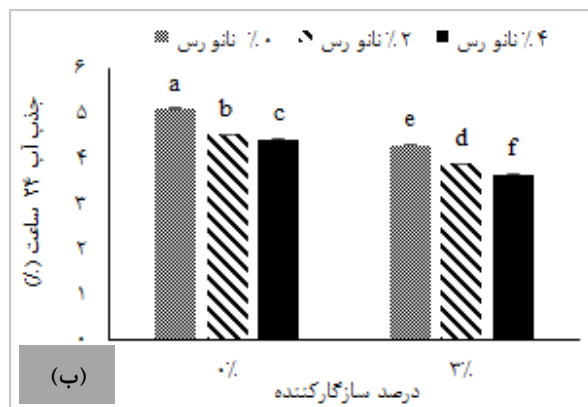 ٪۰ نانو رس ٪۲ نانو رس ٪۴ نانو رس
جذب آب ۲۴ ساعت (٪)
۶
۵
۴
۳
۲
۱
۰
a b c e d f
۰٪ ۳٪
درصد سازگارکننده
(ب)